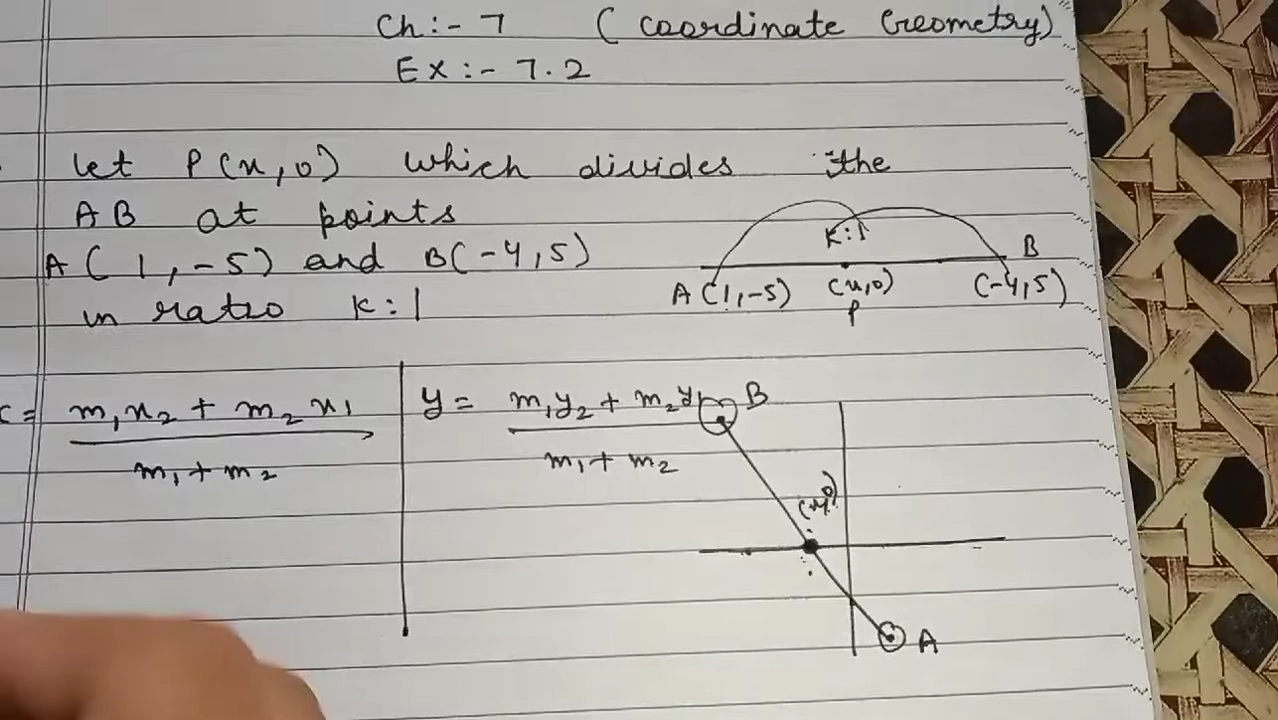 Ch:- 7 (Coordinate Geometry)
Ex:- 7.2
let P(x,0) which divides the
AB at points
A(1,-5) and B(-4,5)
in ratio K:1
K:1
B
A(1,-5) (x,0) (-4,5)
P
= m₁x₂ + m₂x₁ / m₁ + m₂
y = m₁y₂ + m₂y₁ / m₁ + m₂
B
(x,0)
A